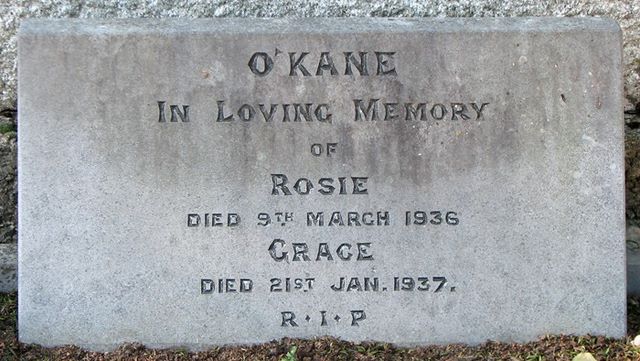 O'KANE
IN LOVING MEMORY
OF
ROSIE
DIED 9TH MARCH 1936
GRACE
DIED 21ST JAN. 1937.
R·I·P